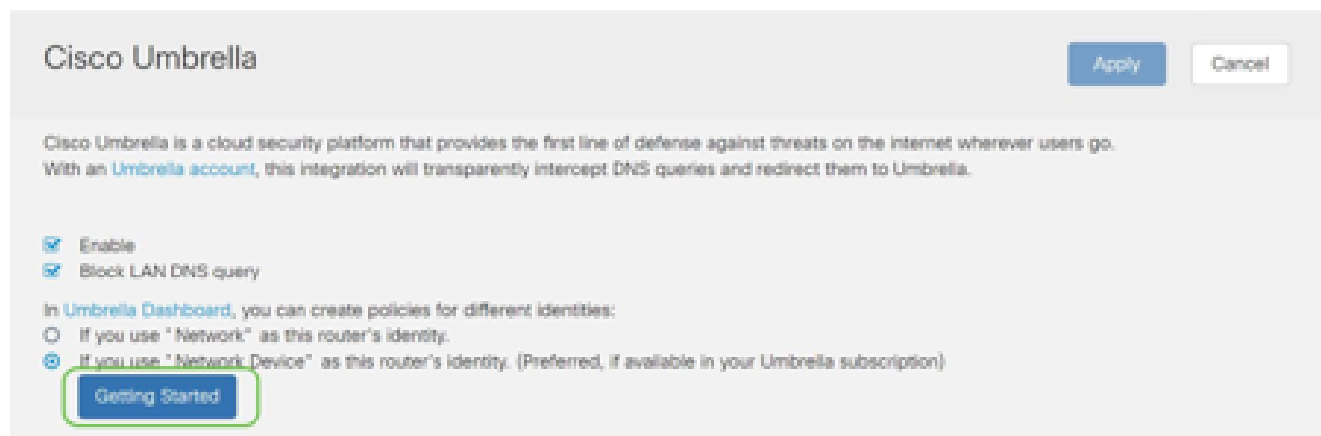 Cisco Umbrella
Apply
Cancel
Cisco Umbrella is a cloud security platform that provides the first line of defense against threats on the internet wherever users go.
With an Umbrella account, this integration will transparently intercept DNS queries and redirect them to Umbrella.
Enable
Block LAN DNS query
In Umbrella Dashboard, you can create policies for different identities:
If you use "Network" as this router's identity.
If you use "Network Device" as this router's identity. (Preferred, if available in your Umbrella subscription)
Getting Started